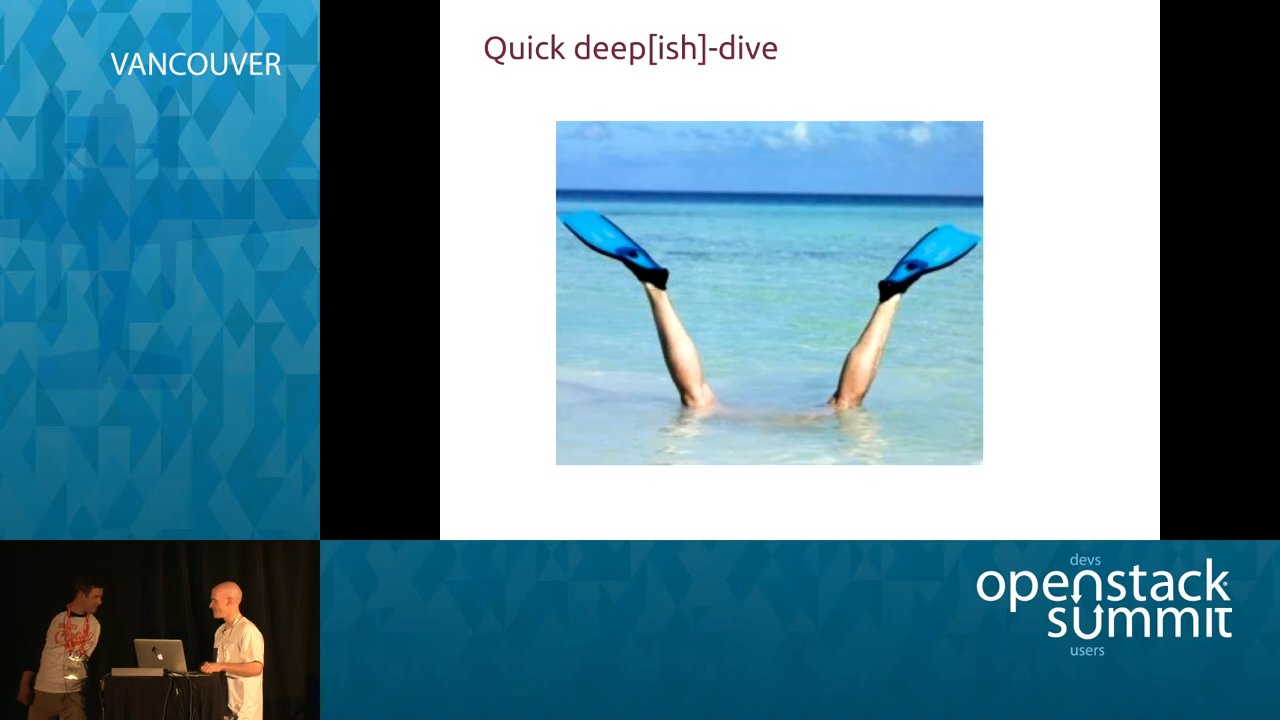 VANCOUVER
Quick deep[ish]-dive
devs
openstack
summit
users